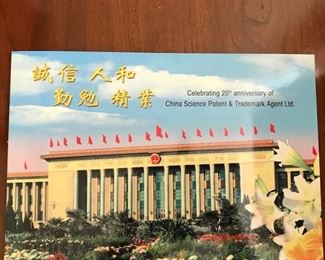 誠信 人和
勤勉 精業
Celebrating 20th anniversary of
China Science Patent & Trademark Agent Ltd.